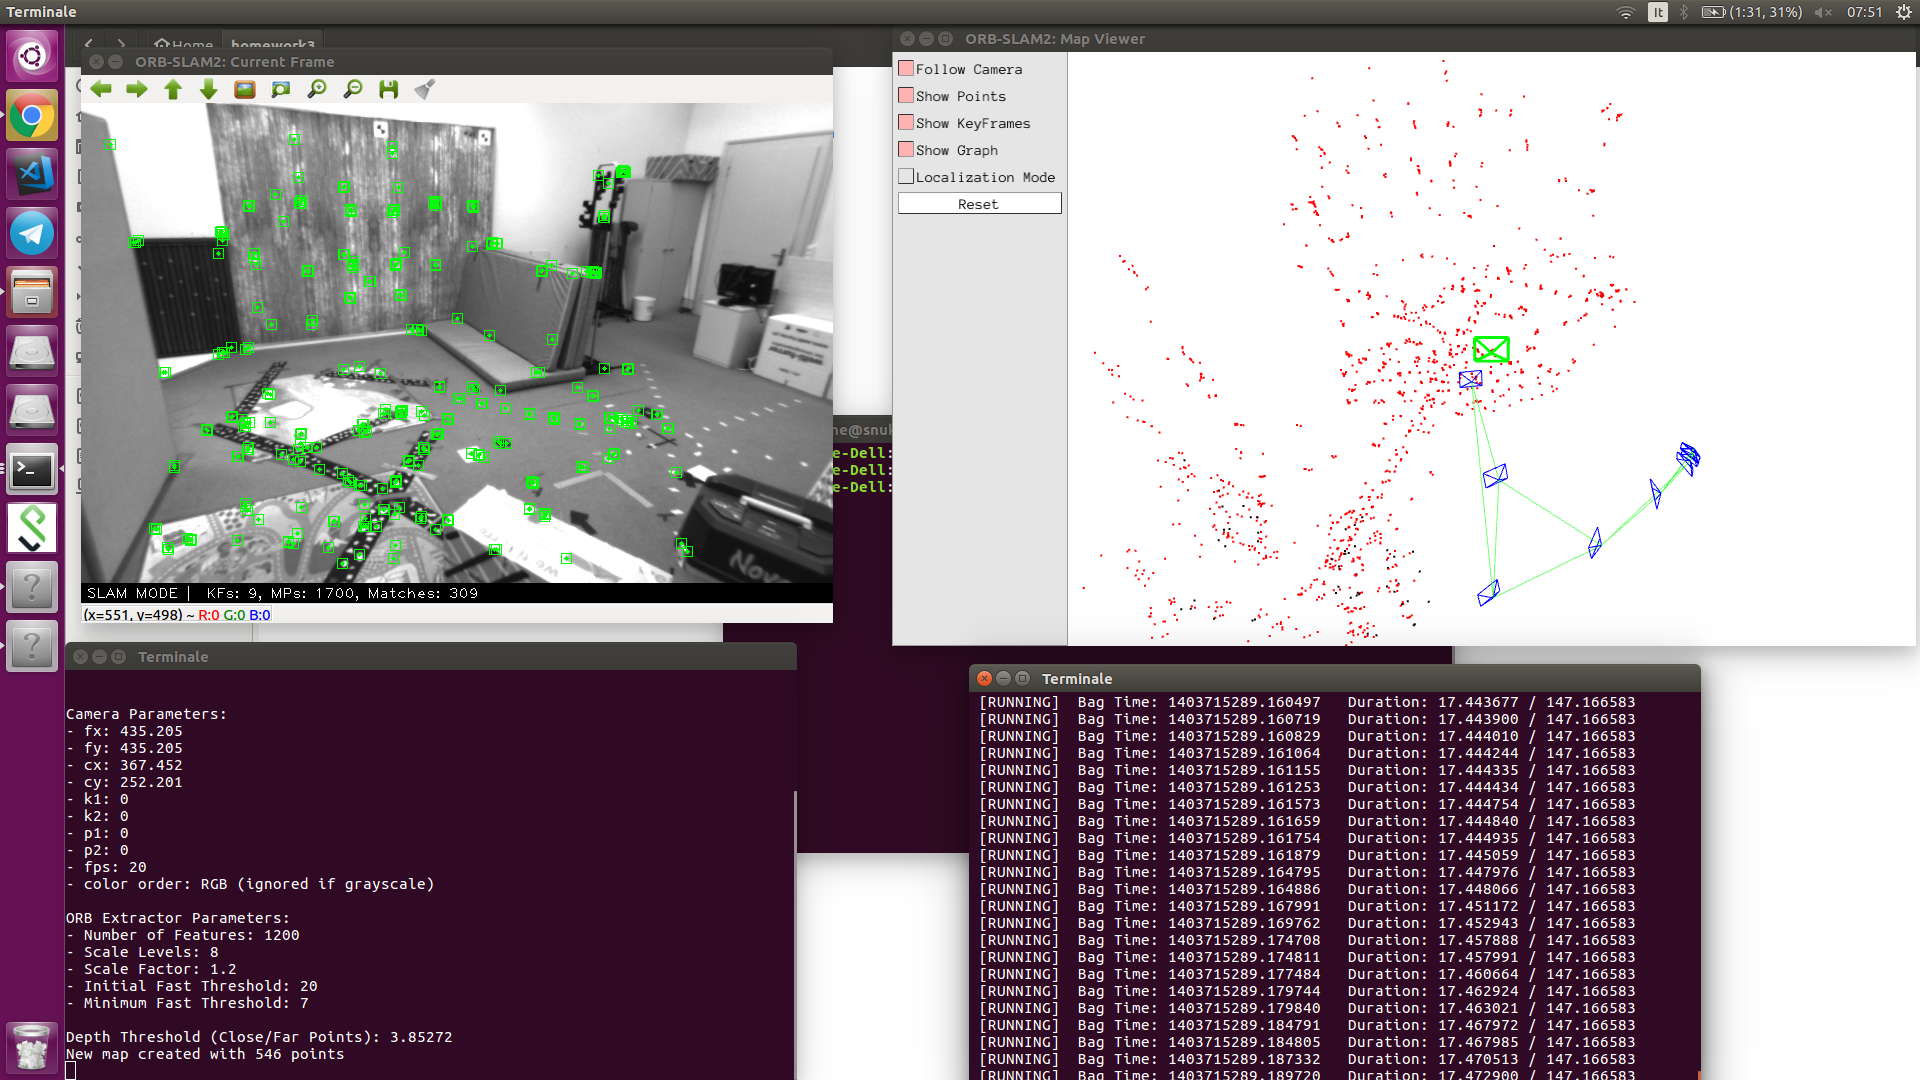 Terminale
It
(1:31, 31%)
07:51
Home
homework3
ORB-SLAM2: Current Frame
Nova
SLAM MODE |  KFs: 9, MPs: 1700, Matches: 309
(x=551, y=498) ~ R:0 G:0 B:0
ORB-SLAM2: Map Viewer
Follow Camera
Show Points
Show KeyFrames
Show Graph
Localization Mode
Reset
ne@snuk
e-Dell:
e-Dell:
e-Dell:
Terminale
Camera Parameters:
- fx: 435.205
- fy: 435.205
- cx: 367.452
- cy: 252.201
- k1: 0
- k2: 0
- p1: 0
- p2: 0
- fps: 20
- color order: RGB (ignored if grayscale)
ORB Extractor Parameters:
- Number of Features: 1200
- Scale Levels: 8
- Scale Factor: 1.2
- Initial Fast Threshold: 20
- Minimum Fast Threshold: 7
Depth Threshold (Close/Far Points): 3.85272
New map created with 546 points
Terminale
[RUNNING]  Bag Time: 1403715289.160497   Duration: 17.443677 / 147.166583
[RUNNING]  Bag Time: 1403715289.160719   Duration: 17.443900 / 147.166583
[RUNNING]  Bag Time: 1403715289.160829   Duration: 17.444010 / 147.166583
[RUNNING]  Bag Time: 1403715289.161064   Duration: 17.444244 / 147.166583
[RUNNING]  Bag Time: 1403715289.161155   Duration: 17.444335 / 147.166583
[RUNNING]  Bag Time: 1403715289.161253   Duration: 17.444434 / 147.166583
[RUNNING]  Bag Time: 1403715289.161573   Duration: 17.444754 / 147.166583
[RUNNING]  Bag Time: 1403715289.161659   Duration: 17.444840 / 147.166583
[RUNNING]  Bag Time: 1403715289.161754   Duration: 17.444935 / 147.166583
[RUNNING]  Bag Time: 1403715289.161879   Duration: 17.445059 / 147.166583
[RUNNING]  Bag Time: 1403715289.164795   Duration: 17.447976 / 147.166583
[RUNNING]  Bag Time: 1403715289.164886   Duration: 17.448066 / 147.166583
[RUNNING]  Bag Time: 1403715289.167991   Duration: 17.451172 / 147.166583
[RUNNING]  Bag Time: 1403715289.169762   Duration: 17.452943 / 147.166583
[RUNNING]  Bag Time: 1403715289.174708   Duration: 17.457888 / 147.166583
[RUNNING]  Bag Time: 1403715289.174811   Duration: 17.457991 / 147.166583
[RUNNING]  Bag Time: 1403715289.177484   Duration: 17.460664 / 147.166583
[RUNNING]  Bag Time: 1403715289.179744   Duration: 17.462924 / 147.166583
[RUNNING]  Bag Time: 1403715289.179840   Duration: 17.463021 / 147.166583
[RUNNING]  Bag Time: 1403715289.184791   Duration: 17.467972 / 147.166583
[RUNNING]  Bag Time: 1403715289.184805   Duration: 17.467985 / 147.166583
[RUNNING]  Bag Time: 1403715289.187332   Duration: 17.470513 / 147.166583
[RUNNING]  Bag Time: 1403715289.189720   Duration: 17.472900 / 147.166583